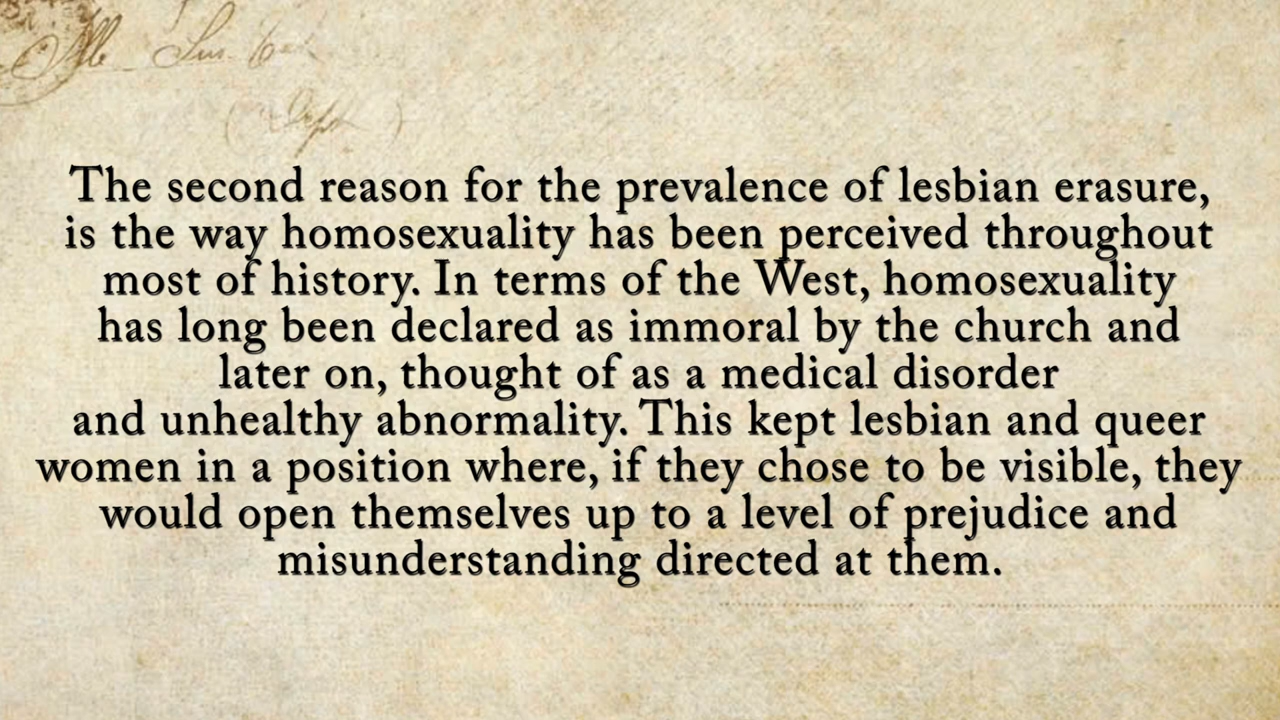 The second reason for the prevalence of lesbian erasure,
is the way homosexuality has been perceived throughout
most of history. In terms of the West, homosexuality
has long been declared as immoral by the church and
later on, thought of as a medical disorder
and unhealthy abnormality. This kept lesbian and queer
women in a position where, if they chose to be visible, they
would open themselves up to a level of prejudice and
misunderstanding directed at them.